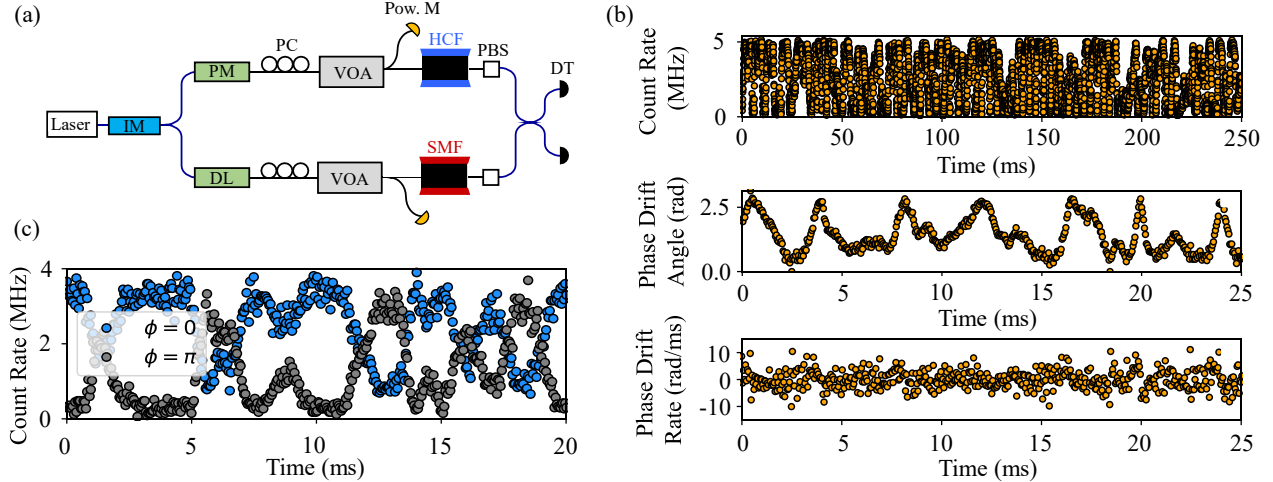 (a)
Pow. M
PC
HCF
PBS
PM
VOA
DT
Laser
IM
SMF
DL
VOA
(b)
Count Rate
(MHz)
5
0
0 50 100 150 200 250
Time (ms)
Phase Drift
Angle (rad)
2.5
0.0
0 5 10 15 20 25
Time (ms)
Phase Drift
Rate (rad/ms)
10
0
-10
0 5 10 15 20 25
Time (ms)
(c)
Count Rate (MHz)
4
2
0
ϕ = 0
ϕ = π
0 5 10 15 20
Time (ms)